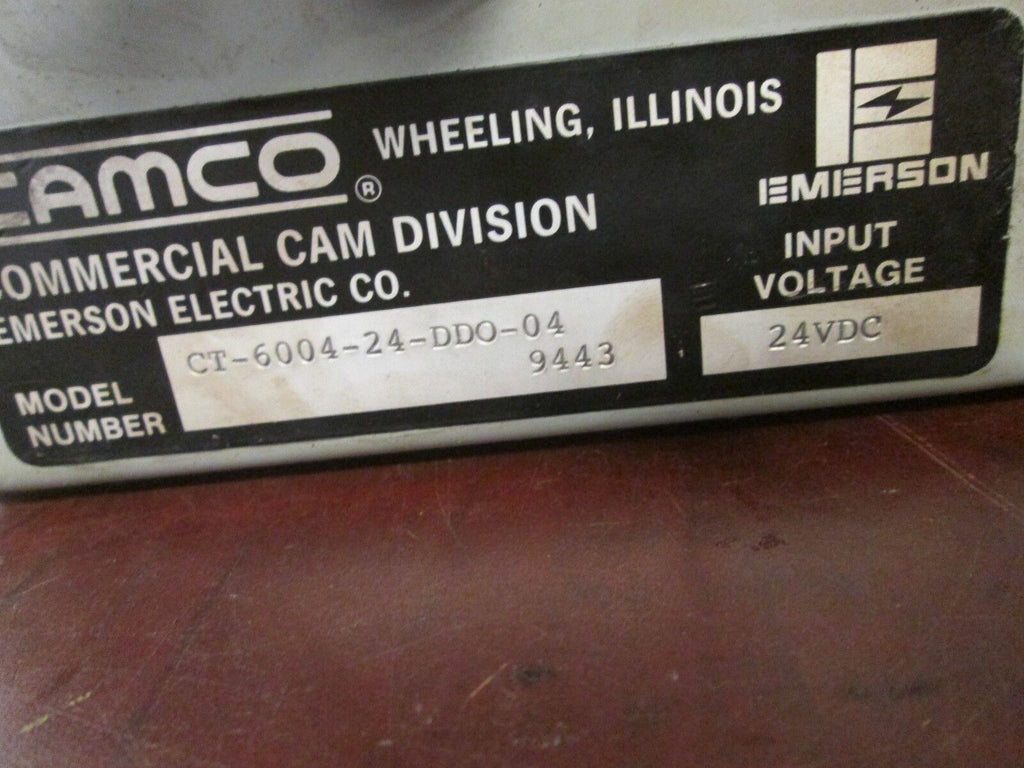 CAMCO ® WHEELING, ILLINOIS
COMMERCIAL CAM DIVISION
EMERSON ELECTRIC CO.
EMERSON
INPUT
VOLTAGE
24VDC
MODEL
NUMBER
CT-6004-24-DDO-04
9443